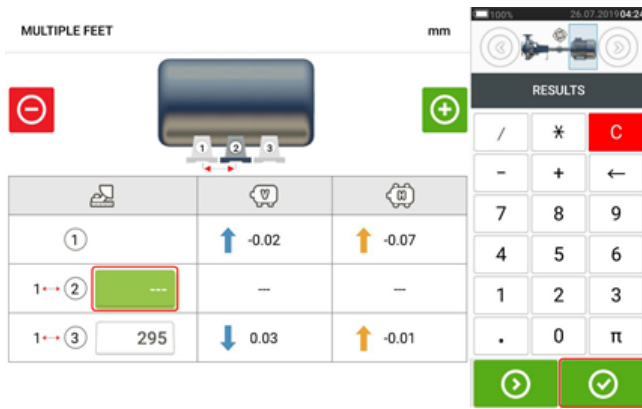 MULTIPLE FEET
mm
1 2 3
V H
1 -0.02 -0.07
1 2 --- --- ---
1 3 295 0.03 -0.01
100% 26.07.2019 04:24
RESULTS
/ * C
- + ←
7 8 9
4 5 6
1 2 3
. 0 π